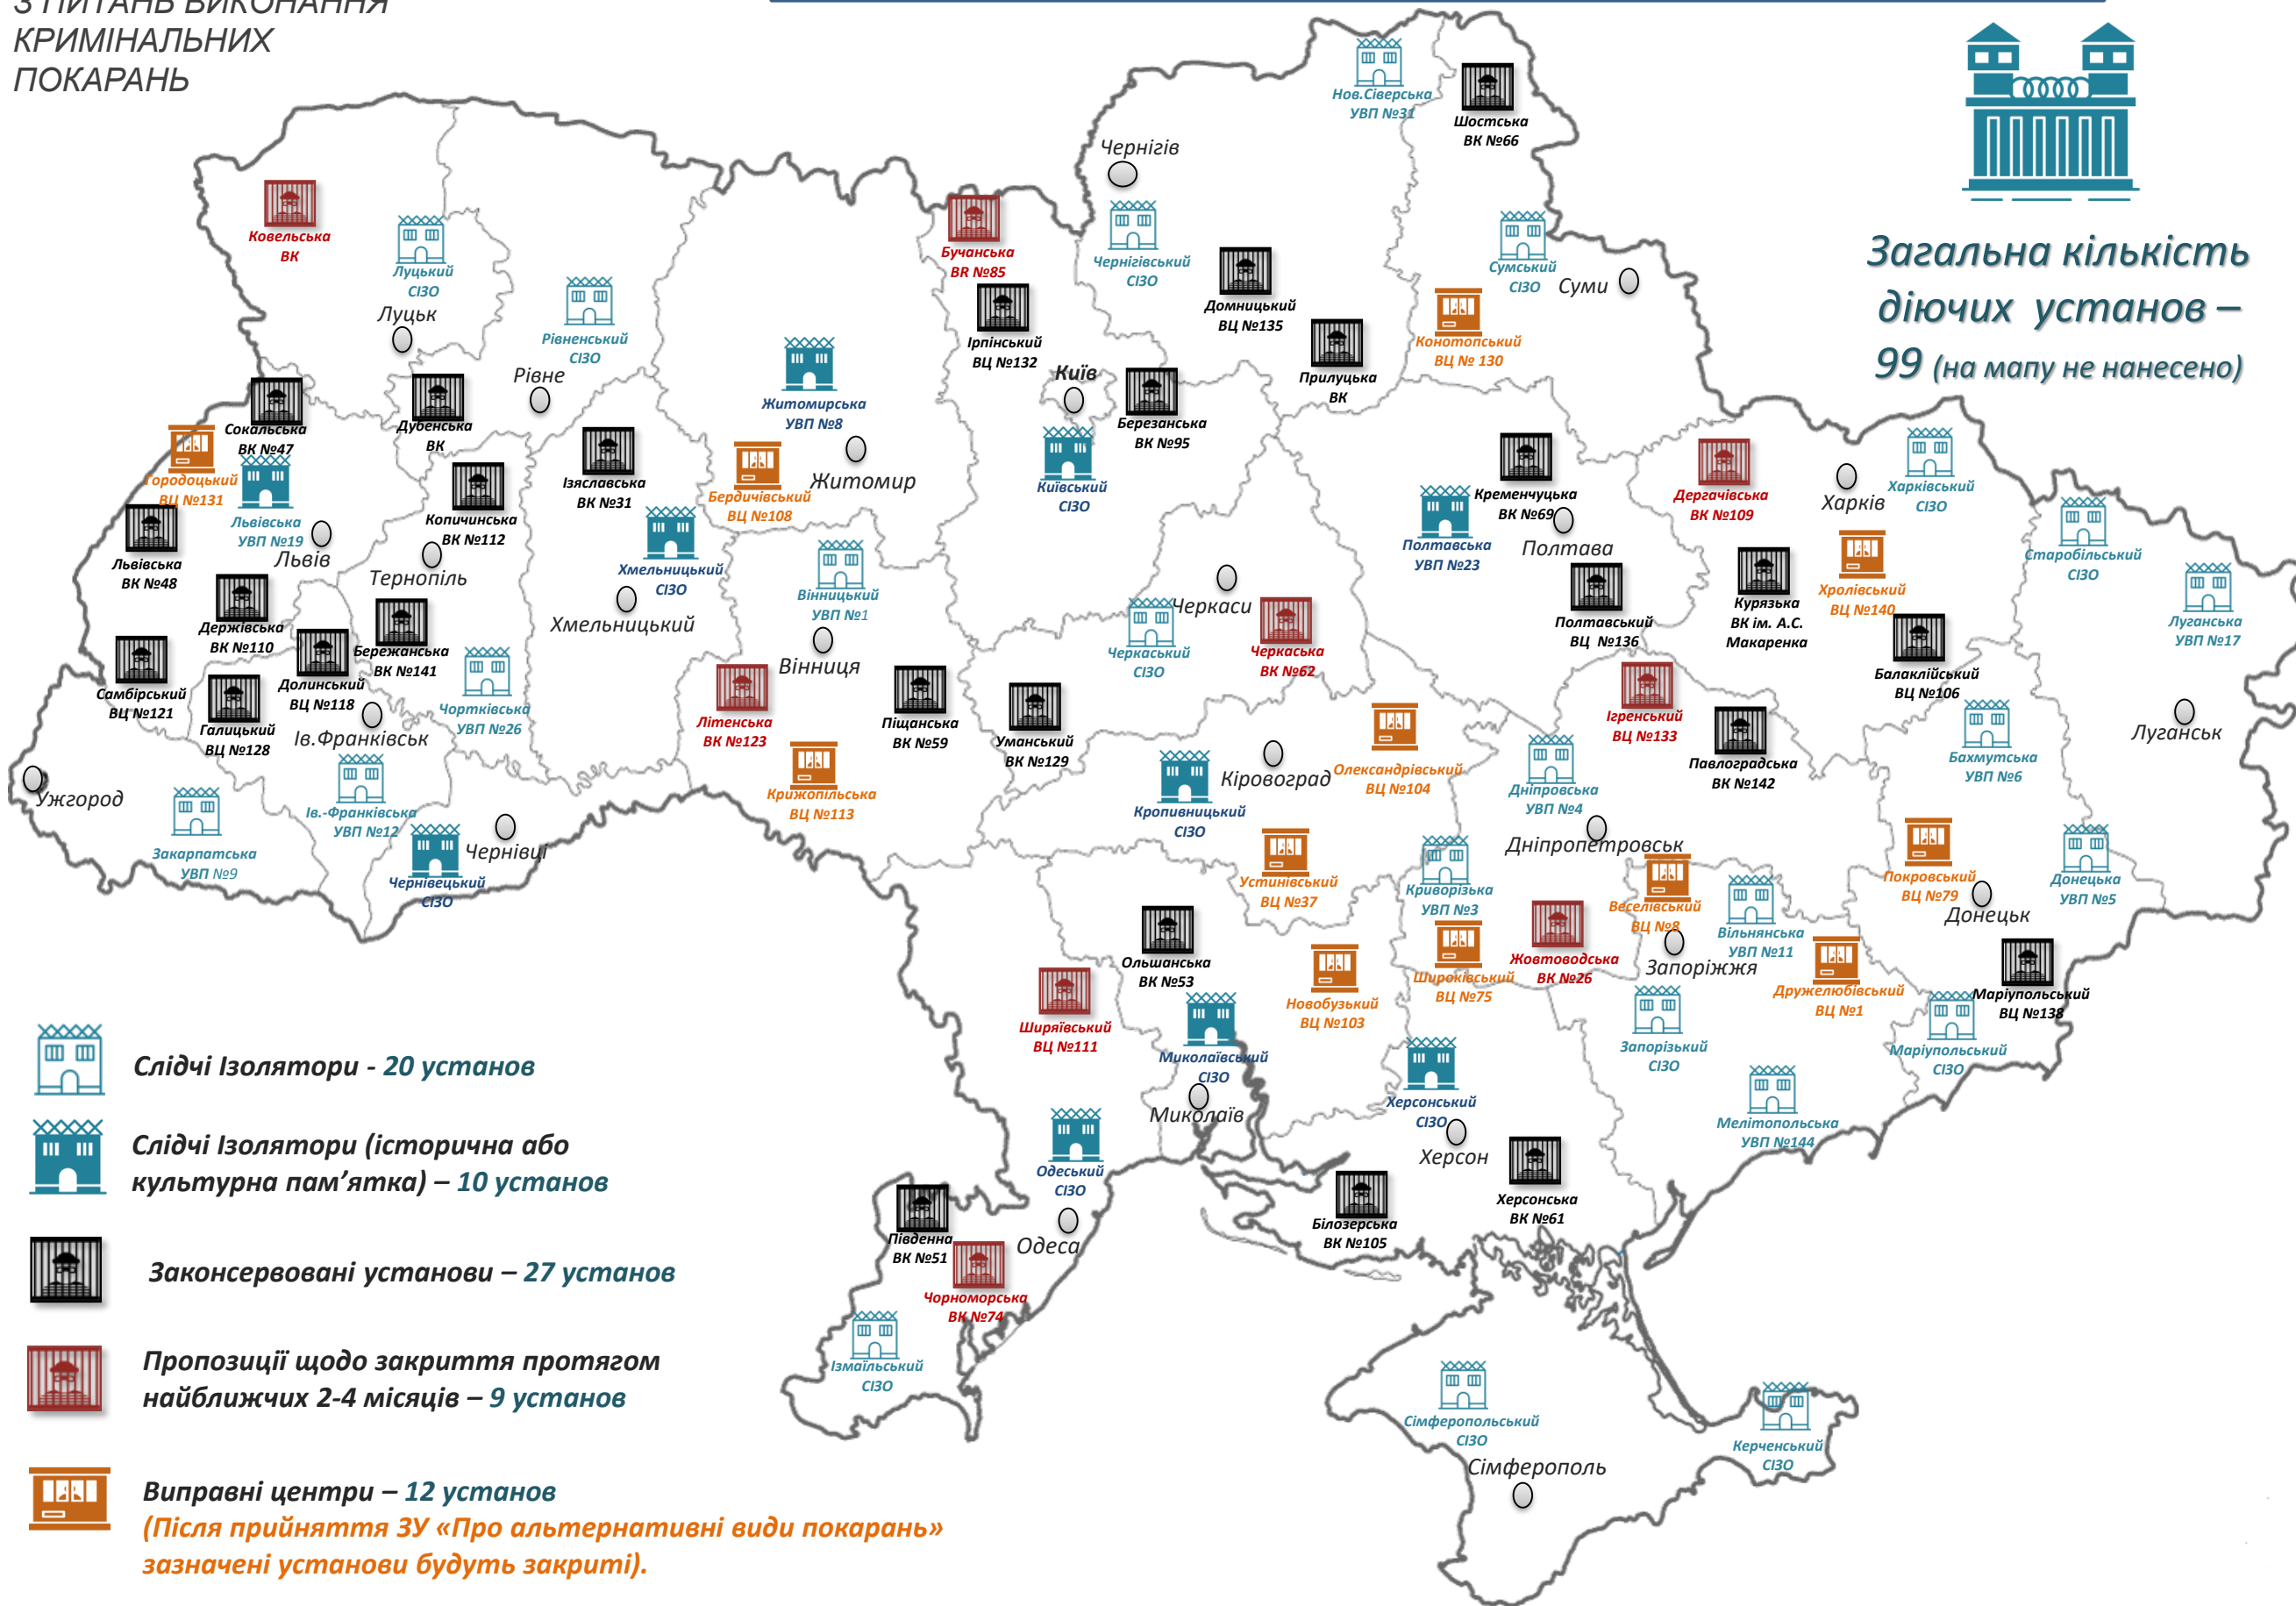 З ПИТАНЬ ВИКОНАННЯ
КРИМІНАЛЬНИХ
ПОКАРАНЬ
Загальна кількість
діючих установ –
99 (на мапу не нанесено)
Нов.Сіверська
УВП №31
Шостська
ВК №66
Чернігів
Ковельська
ВК
Луцький
СІЗО
Луцьк
Рівненський
СІЗО
Рівне
Бучанська
BR №85
Ірпінський
ВЦ №132
Чернігівський
СІЗО
Домницький
ВЦ №135
Прилуцька
ВК
Сумський
СІЗО
Суми
Конотопський
ВЦ № 130
Житомирська
УВП №8
Житомир
Київ
Київський
СІЗО
Березанська
ВК №95
Сокальська
ВК №47
Дубенська
ВК
Городоцький
ВЦ №131
Львівська
УВП №19
Львів
Львівська
ВК №48
Копичинська
ВК №112
Тернопіль
Ізяславська
ВК №31
Бердичівський
ВЦ №108
Хмельницький
СІЗО
Хмельницький
Вінницький
УВП №1
Вінниця
Кременчуцька
ВК №69
Полтавська
УВП №23
Полтава
Дергачівська
ВК №109
Харків
Харківський
СІЗО
Старобільський
СІЗО
Луганська
УВП №17
Луганськ
Полтавський
ВЦ №136
Курязька
ВК ім. А.С.
Макаренка
Хролівський
ВЦ №140
Балаклійський
ВЦ №106
Держівська
ВК №110
Бережанська
ВК №141
Самбірський
ВЦ №121
Долинський
ВЦ №118
Галицький
ВЦ №128
Ів.Франківськ
Чортківська
УВП №26
Черкаси
Черкаський
СІЗО
Черкаська
ВК №62
Літенська
ВК №123
Піщанська
ВК №59
Уманський
ВК №129
Крижопільська
ВЦ №113
Ужгород
Закарпатська
УВП №9
Ів.-Франківська
УВП №12
Чернівецький
СІЗО
Чернівці
Кропивницький
СІЗО
Кіровоград
Олександрівський
ВЦ №104
Дніпровська
УВП №4
Дніпропетровськ
Ігренський
ВЦ №133
Павлоградська
ВК №142
Бахмутська
УВП №6
Устинівський
ВЦ №37
Криворізька
УВП №3
Веселівський
ВЦ №8
Вільнянська
УВП №11
Покровський
ВЦ №79
Донецьк
Донецька
УВП №5
Ольшанська
ВК №53
Ширяївський
ВЦ №111
Новобузький
ВЦ №103
Широківський
ВЦ №75
Жовтоводська
ВК №26
Запоріжжя
Запорізький
СІЗО
Дружелюбівський
ВЦ №1
Маріупольський
ВЦ №138
Маріупольський
СІЗО
Миколаївський
СІЗО
Миколаїв
Херсонський
СІЗО
Херсон
Мелітопольська
УВП №144
Одеський
СІЗО
Одеса
Білозерська
ВК №105
Херсонська
ВК №61
Південна
ВК №51
Чорноморська
ВК №74
Ізмаїльський
СІЗО
Сімферопольський
СІЗО
Сімферополь
Керченський
СІЗО
Слідчі Ізолятори - 20 установ
Слідчі Ізолятори (історична або
культурна пам’ятка) – 10 установ
Законсервовані установи – 27 установ
Пропозиції щодо закриття протягом
найближчих 2-4 місяців – 9 установ
Виправні центри – 12 установ
(Після прийняття ЗУ «Про альтернативні види покарань»
зазначені установи будуть закриті).